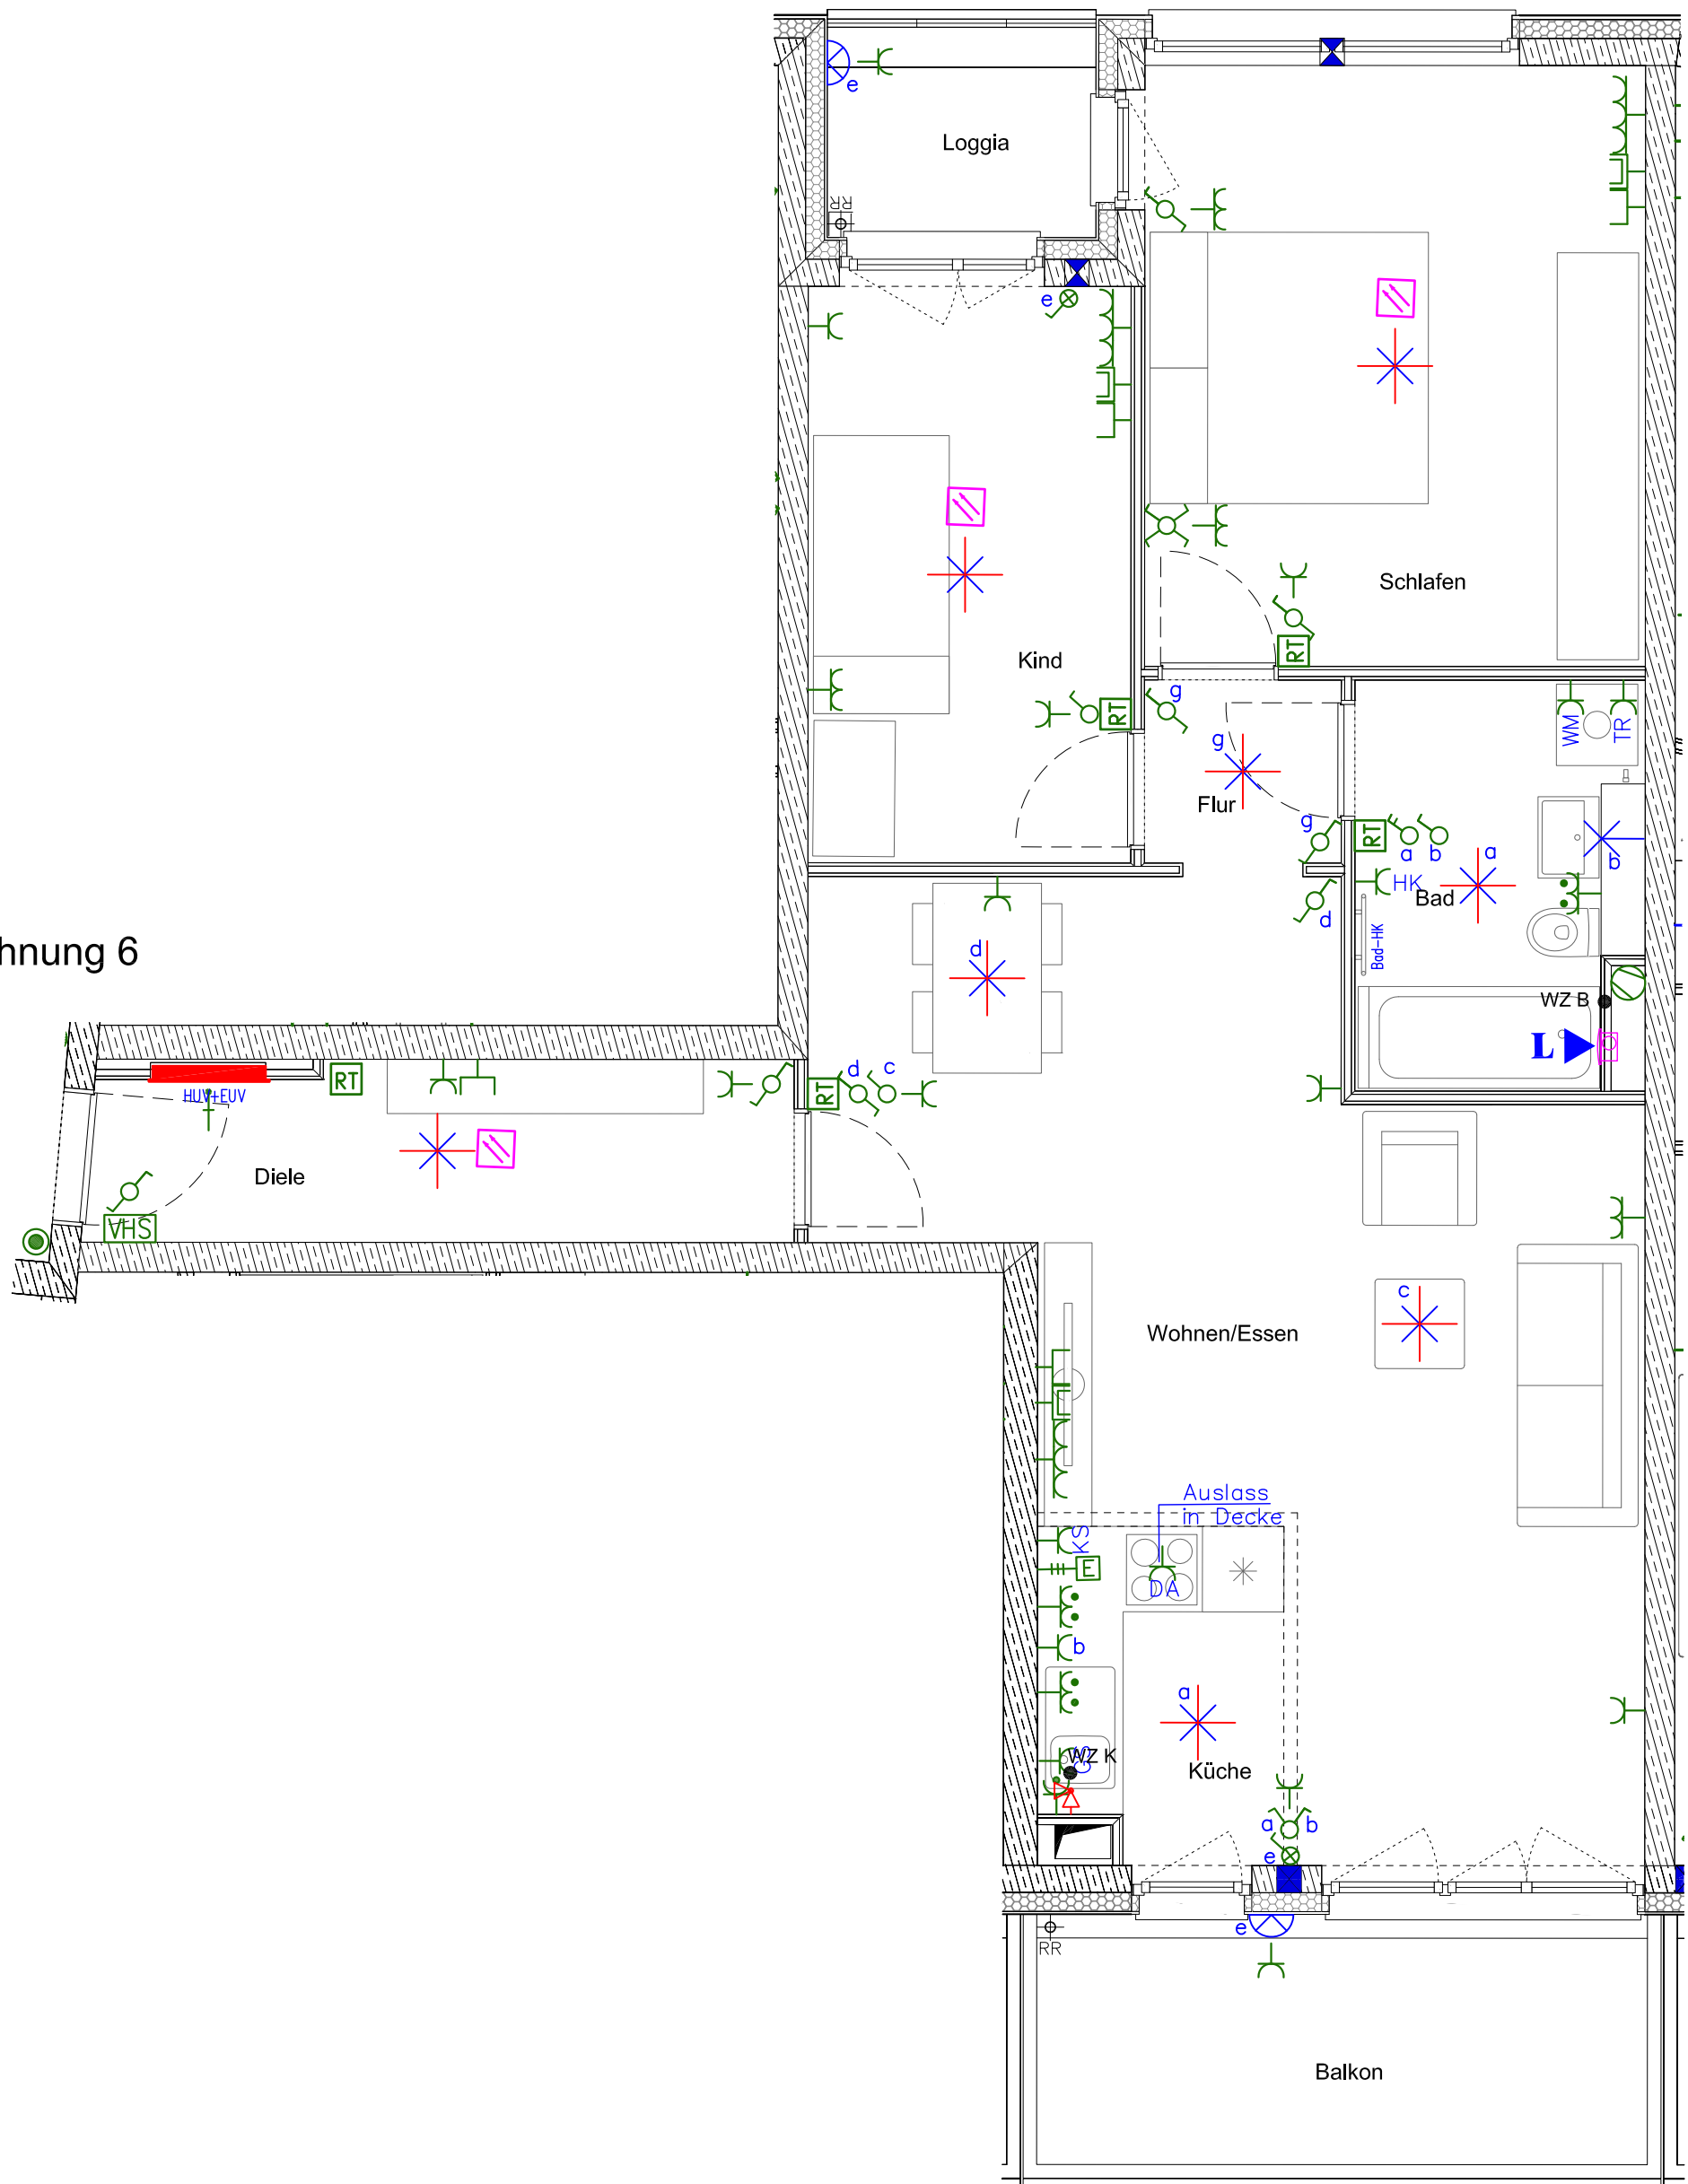 e
Loggia
RR
e
Schlafen
Kind
RT
RT
g
g
WM
TR
Flur
g
RT
a
b
a
b
HK
Bad
d
Bad-HK
d
hnung 6
WZ B
L
HUV+EUV
RT
RT
d
c
Diele
VHS
c
Wohnen/Essen
Auslass
in Decke
KS
E
DA
b
a
WZ K
GS
Küche
a
b
e
e
RR
Balkon